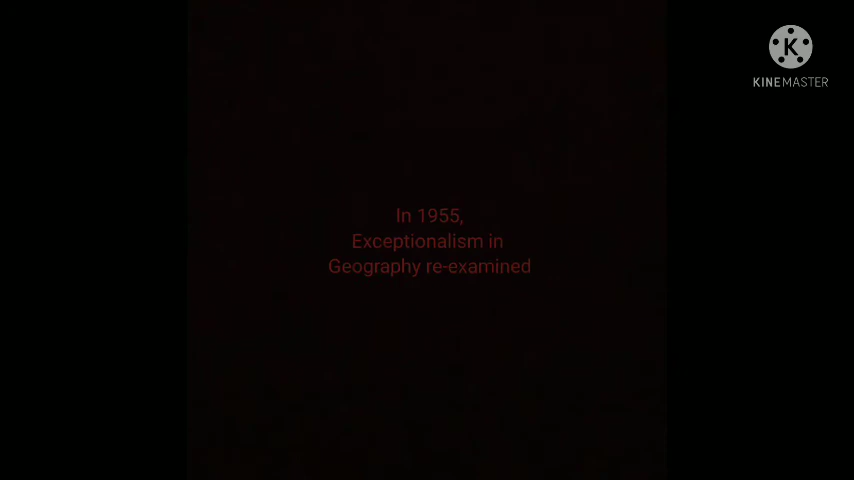 K
KINEMASTER
In 1955,
Exceptionalism in
Geography re-examined